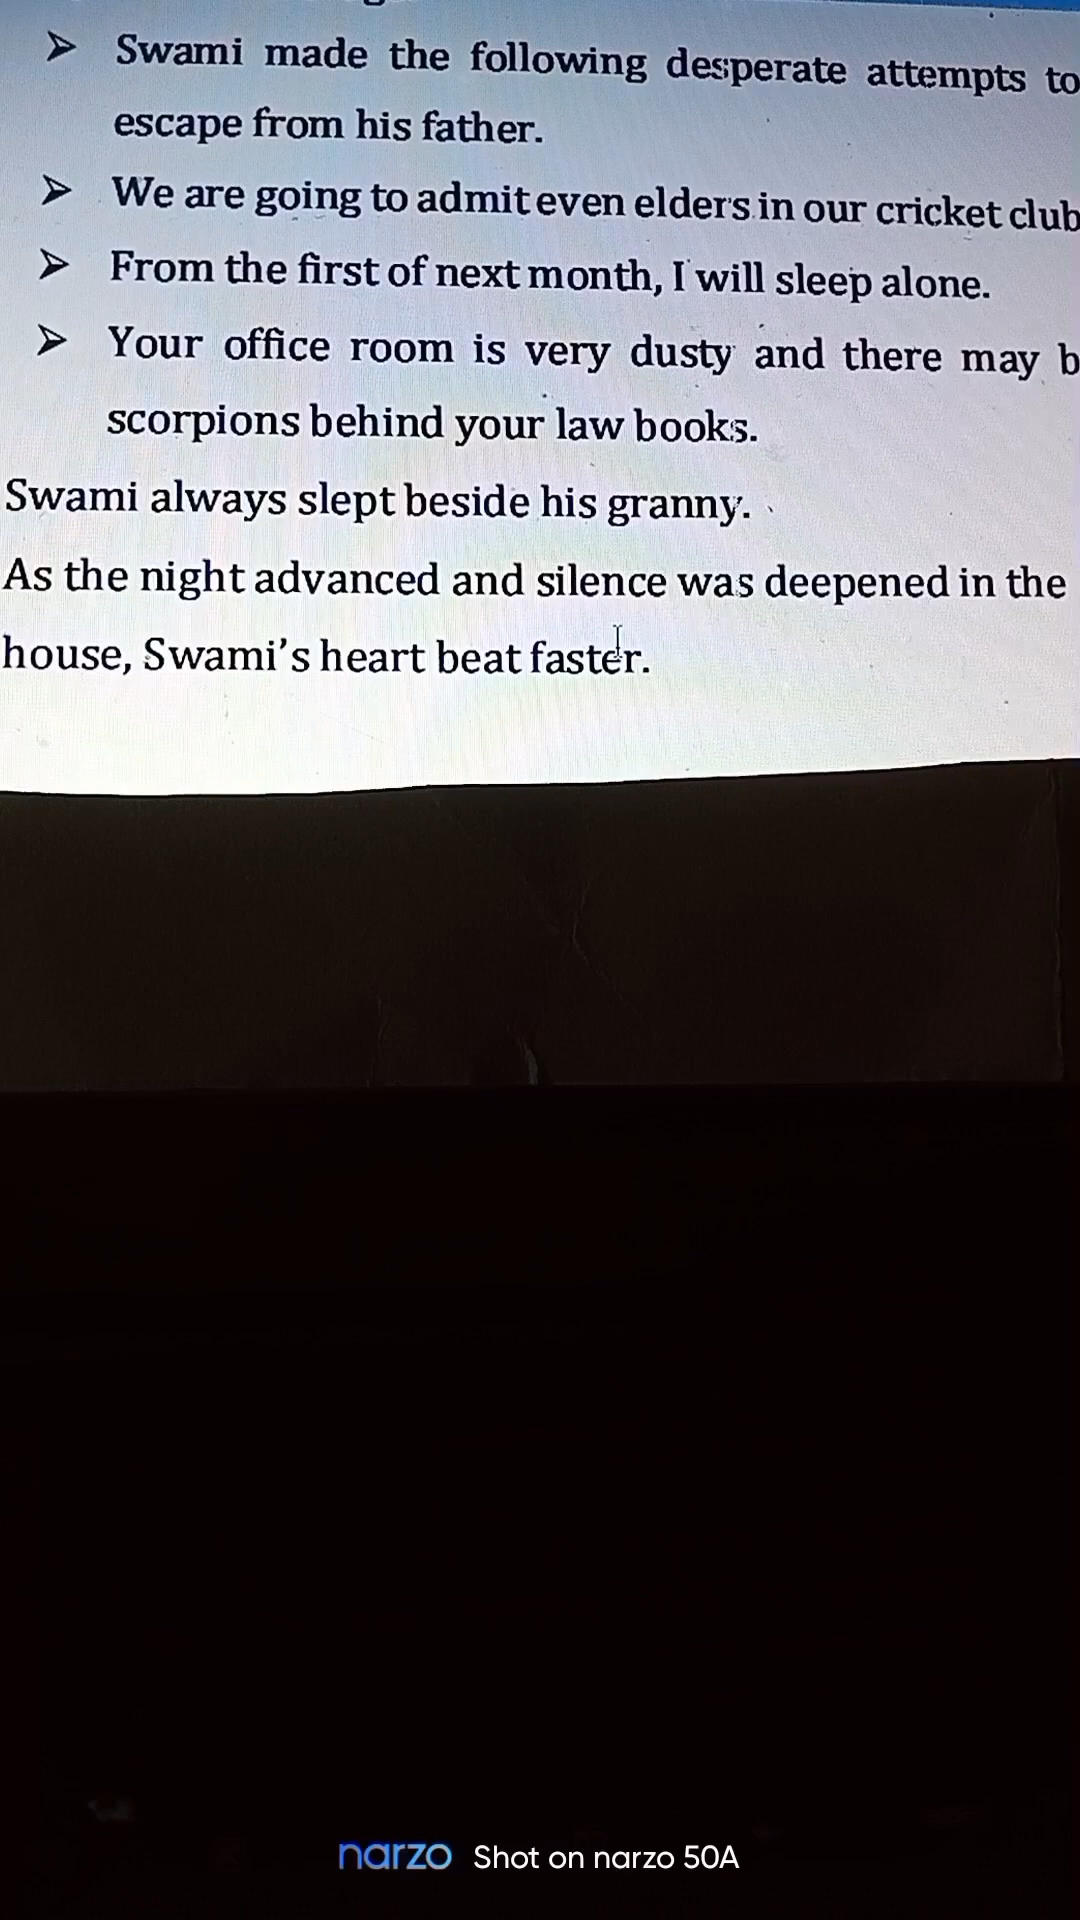 ➢ Swami made the following desperate attempts to
escape from his father.
➢ We are going to admit even elders in our cricket club
➢ From the first of next month, I will sleep alone.
➢ Your office room is very dusty and there may b
scorpions behind your law books.
Swami always slept beside his granny.
As the night advanced and silence was deepened in the
house, Swami's heart beat faster.
narzo Shot on narzo 50A